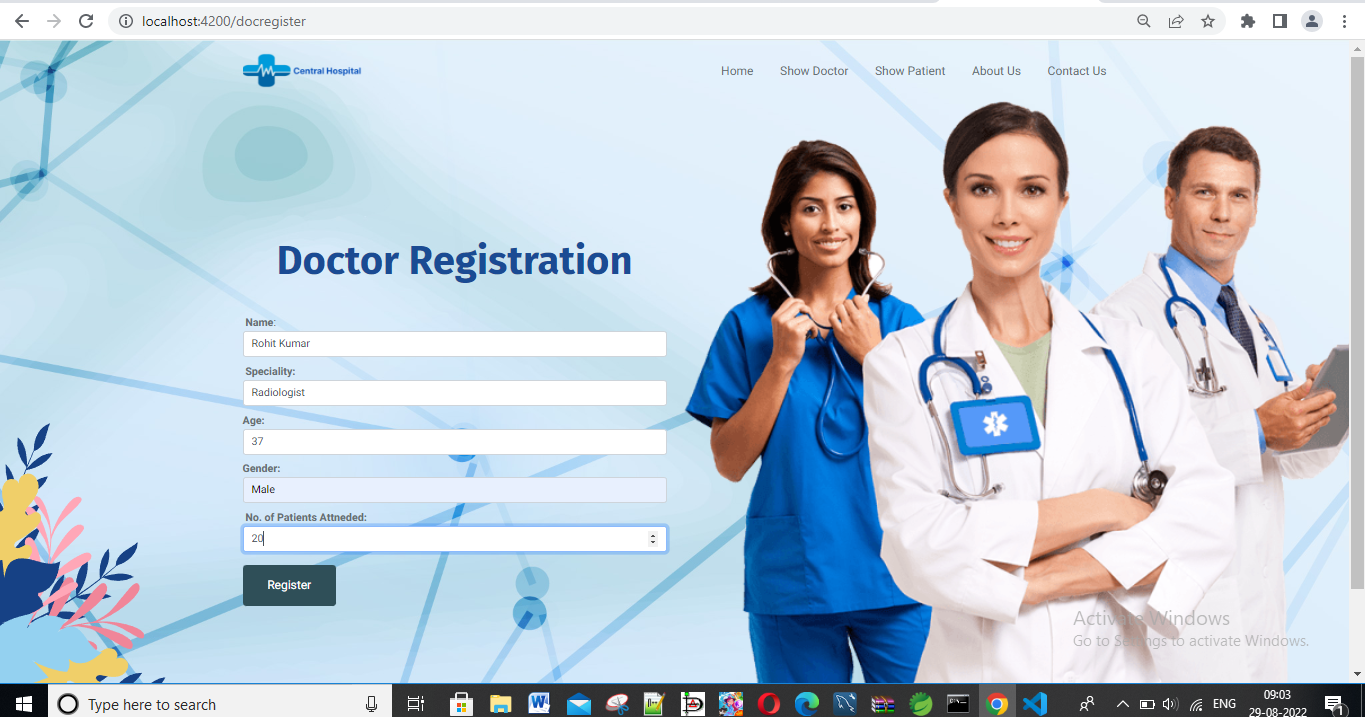 localhost:4200/docregister
Central Hospital
Home Show Doctor Show Patient About Us Contact Us
Doctor Registration
Name:
Rohit Kumar
Speciality:
Radiologist
Age:
37
Gender:
Male
No. of Patients Attneded:
20
Register
Activate Windows
Go to Settings to activate Windows.
Type here to search
ENG
09:03
29-08-2022
1